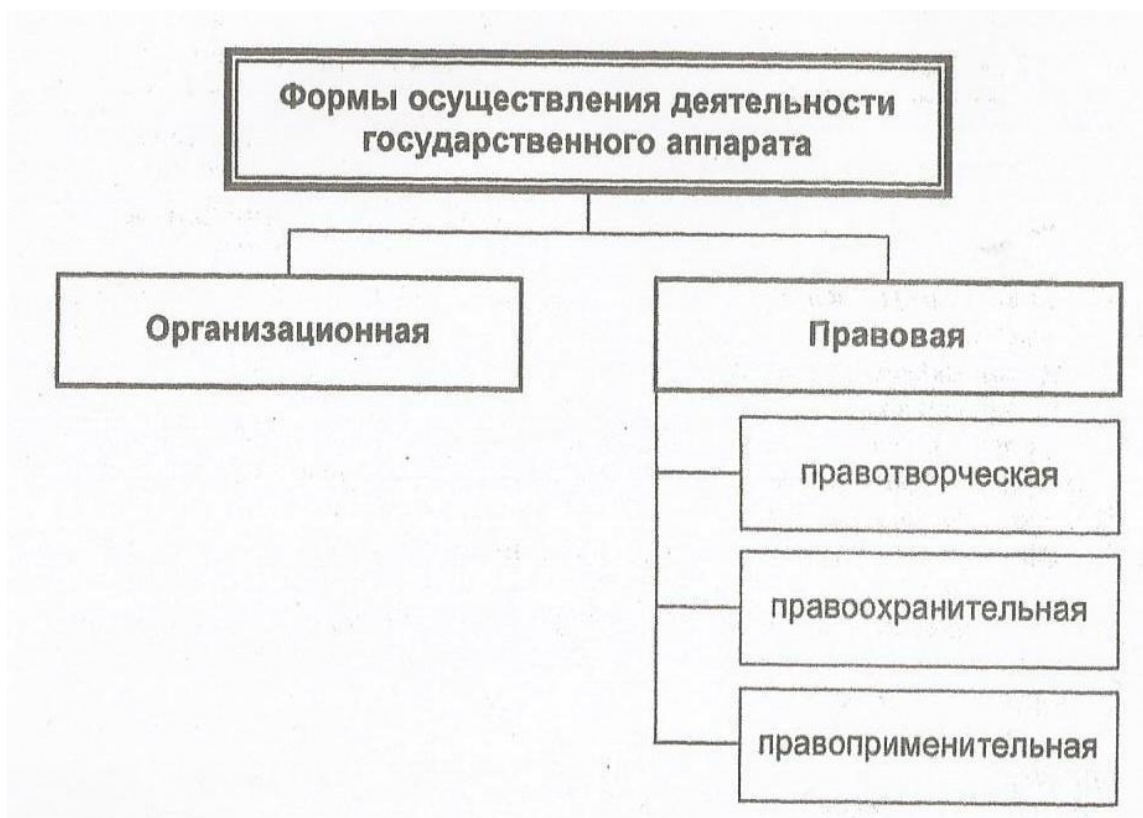 Формы осуществления деятельности
государственного аппарата
Организационная
Правовая
правотворческая
правоохранительная
правоприменительная